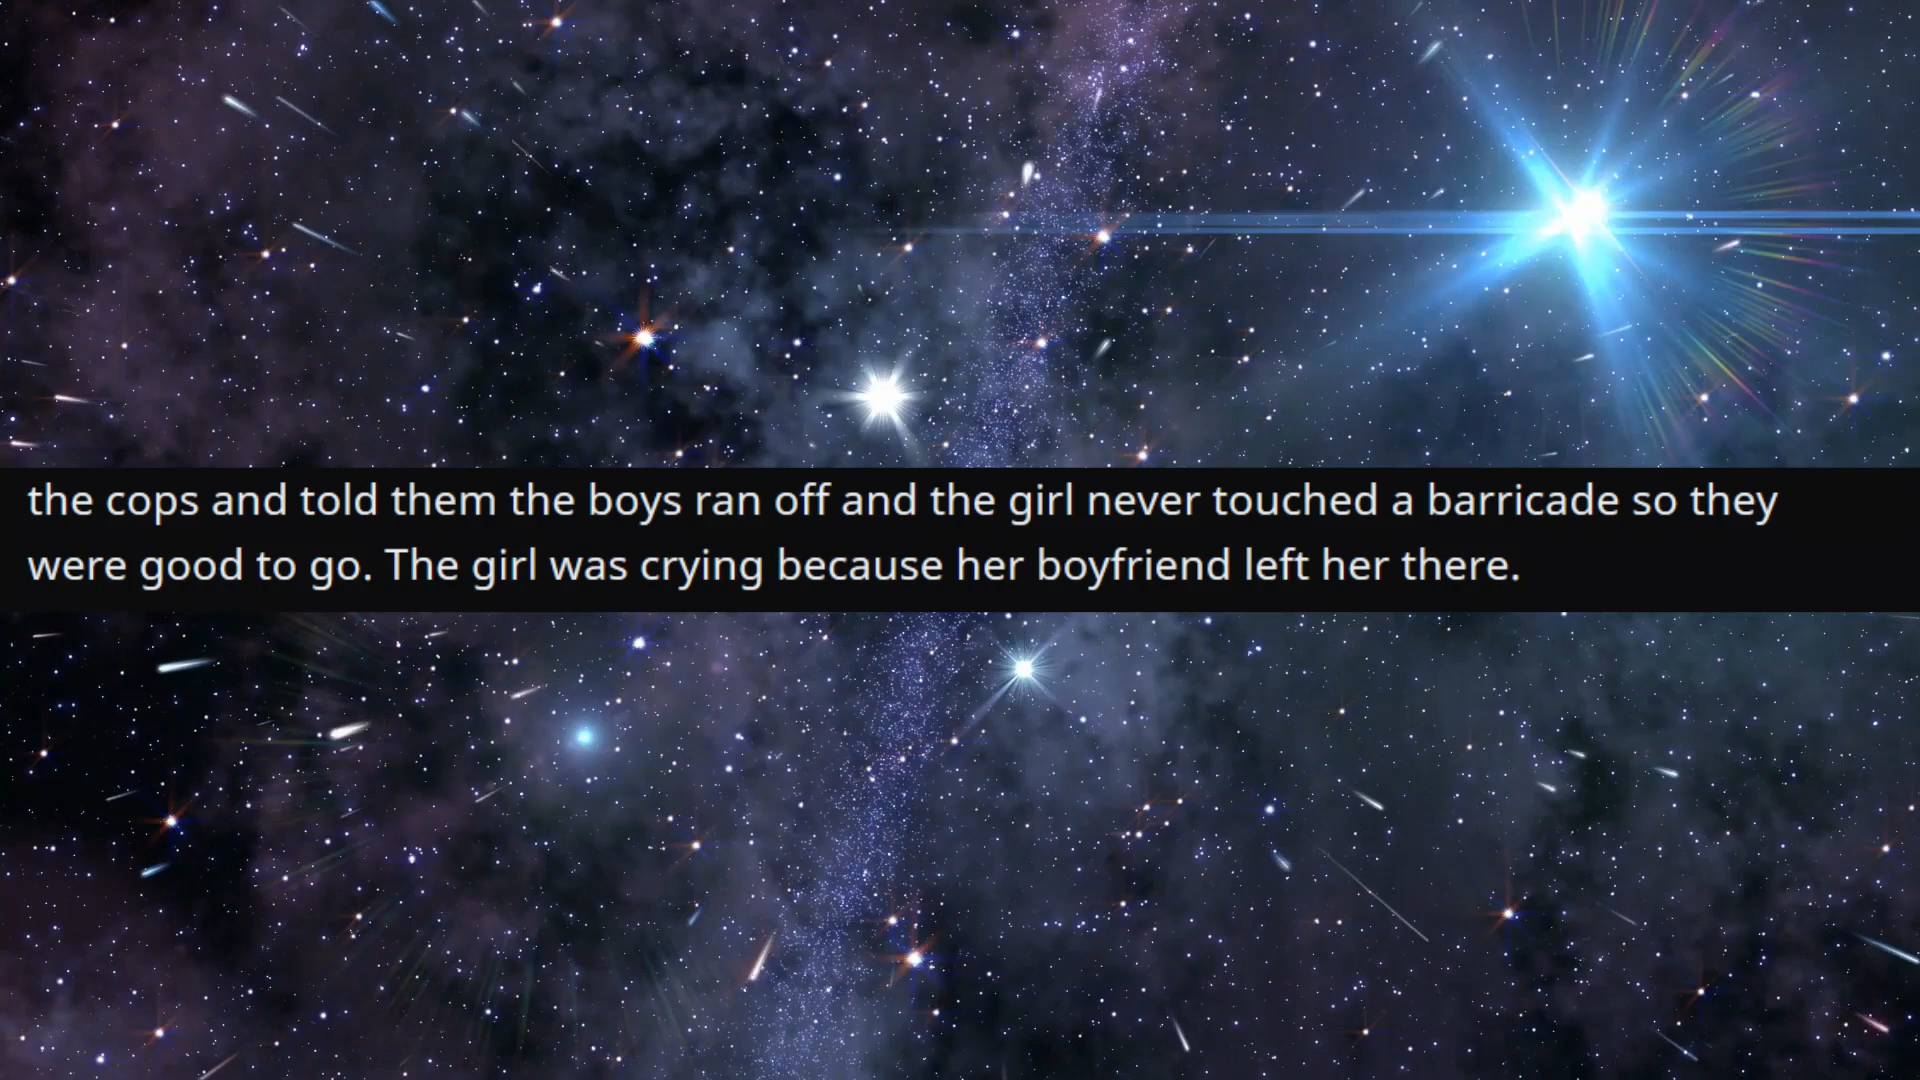 the cops and told them the boys ran off and the girl never touched a barricade so they
were good to go. The girl was crying because her boyfriend left her there.